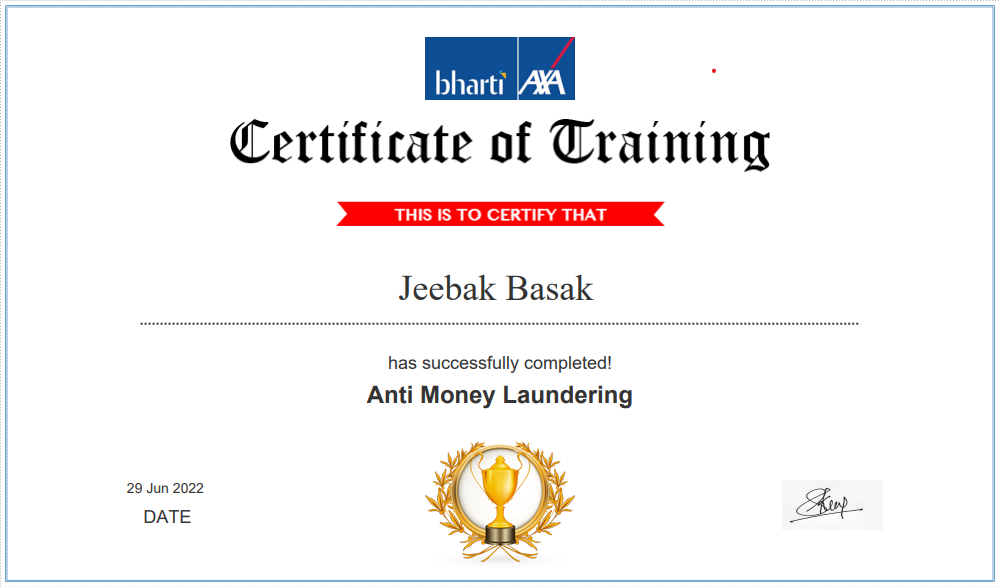 bharti AXA
Certificate of Training
THIS IS TO CERTIFY THAT
Jeebak Basak
has successfully completed!
Anti Money Laundering
29 Jun 2022
DATE